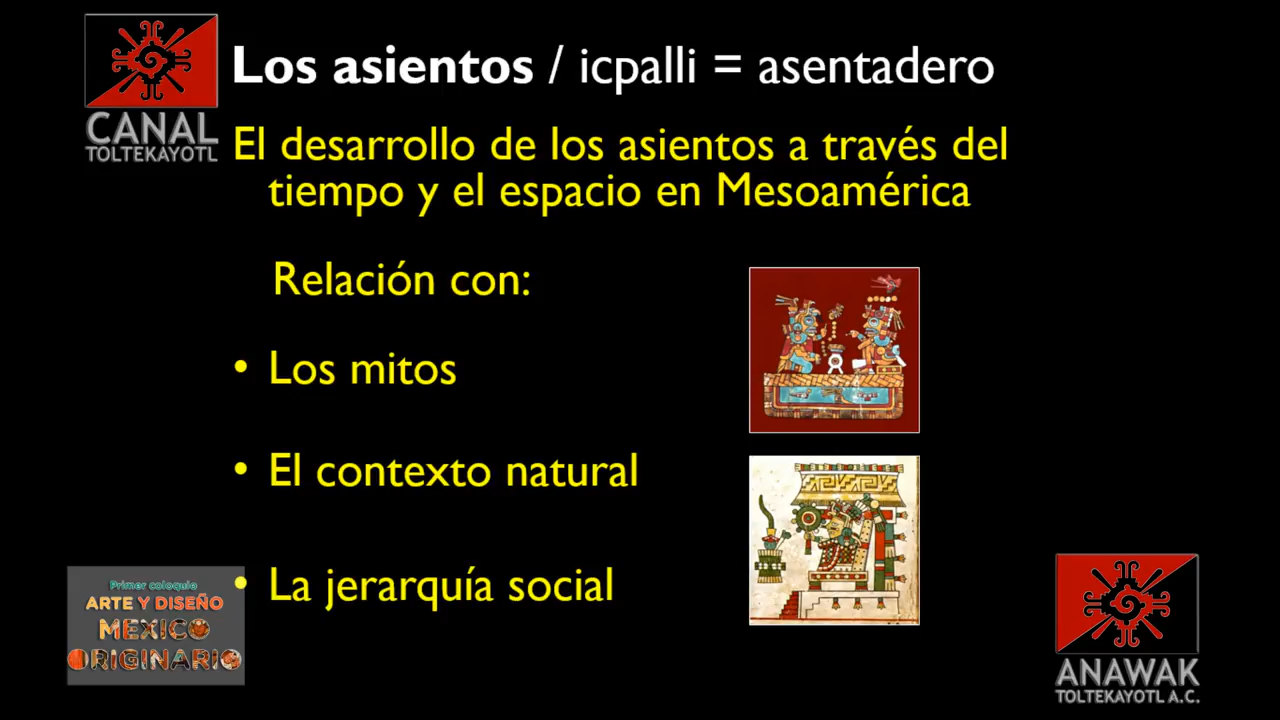 Los asientos / icpalli = asentadero
CANAL
TOLTEKAYOTL
El desarrollo de los asientos a través del
tiempo y el espacio en Mesoamérica
Relación con:
• Los mitos
• El contexto natural
• La jerarquía social
Primer coloquio
ARTE Y DISEÑO
MEXICO
ORIGINARIO
ANAWAK
TOLTEKAYOTL A.C.